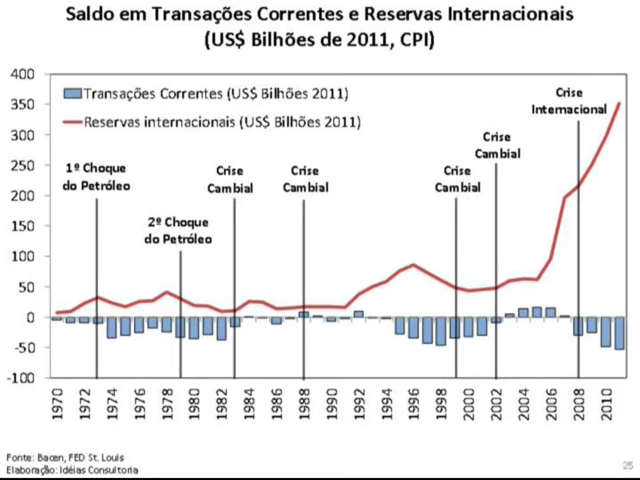 Saldo em Transações Correntes e Reservas Internacionais
(US$ Bilhões de 2011, CPI)
400
350
300
250
200
150
100
50
0
-50
-100
Transações Correntes (US$ Bilhões 2011)
Reservas internacionais (US$ Bilhões 2011)
1º Choque
do Petróleo
2º Choque
do Petróleo
Crise
Cambial
Crise
Cambial
Crise
Cambial
Crise
Cambial
Crise
Internacional
1970
1972
1974
1976
1978
1980
1982
1984
1986
1988
1990
1992
1994
1996
1998
2000
2002
2004
2006
2008
2010
Fonte: Bacen, FED St. Louis
Elaboração: Idéias Consultoria
25